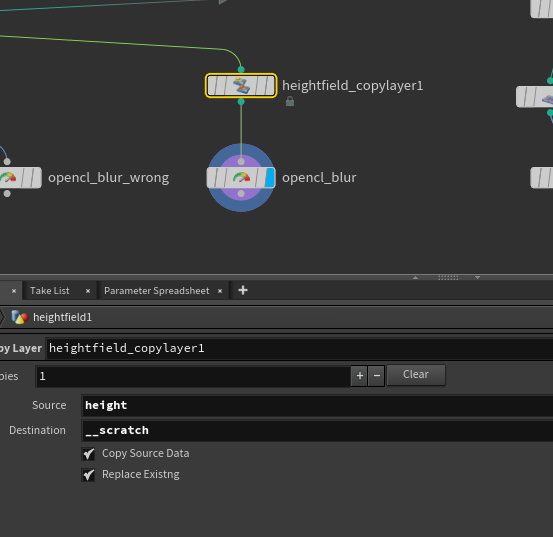 heightfield_copylayer1
opencl_blur_wrong
opencl_blur
× Take List × Parameter Spreadsheet × +
heightfield1
py Layer heightfield_copylayer1
pies 1 + − Clear
Source height
Destination __scratch
Copy Source Data
Replace Existng